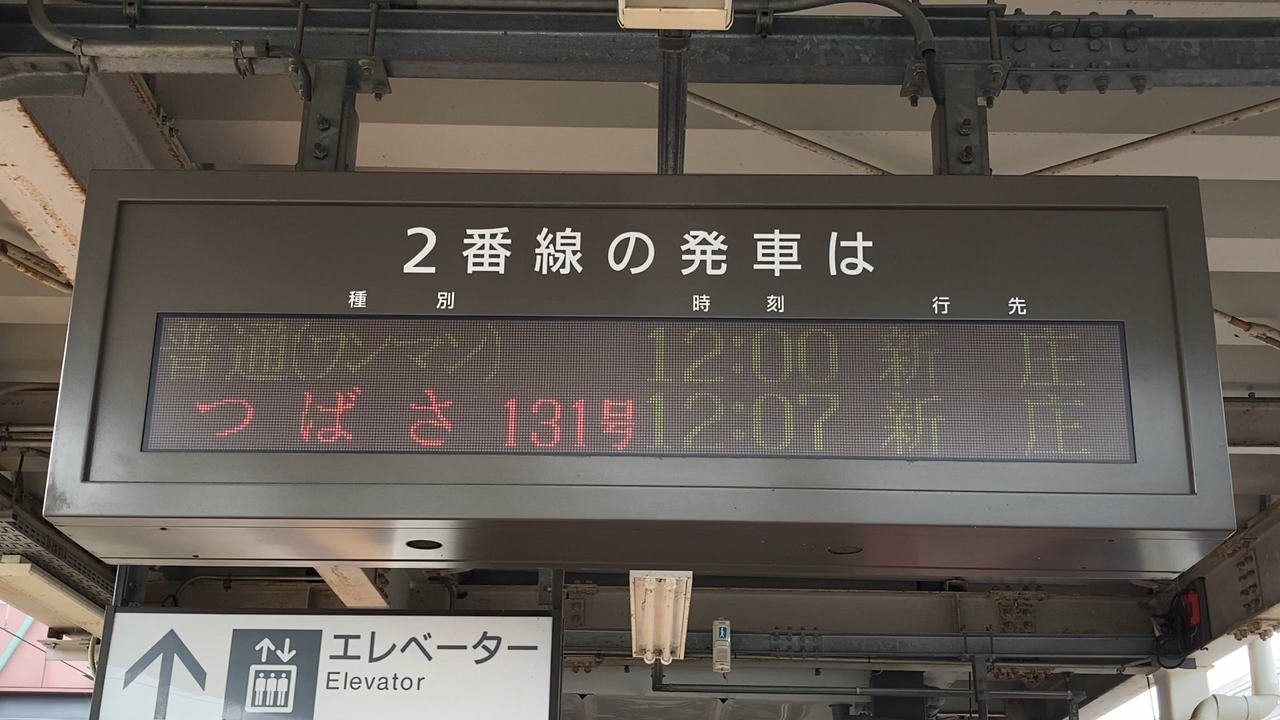 2番線の発車は
種別 時刻 行先
普通(ワンマン) 12:00 新庄
つばさ 131号 12:07 新庄
エレベーター
Elevator